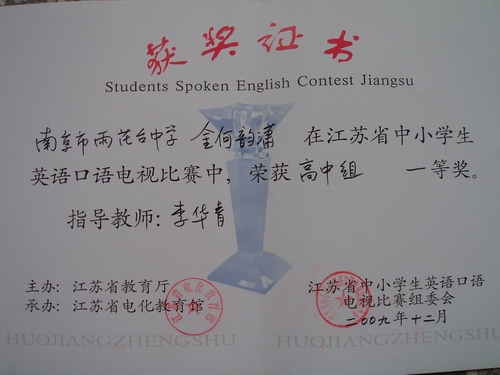 获奖证书
Students Spoken English Contest Jiangsu
南京市雨花台中学 金何韵潇 在江苏省中小学生
英语口语电视比赛中，荣获高中组 一等奖。
指导教师：李华青
主办：江苏省教育厅
承办：江苏省电化教育馆
江苏省中小学生英语口语
电视比赛组委会
二00九年十二月
HUOJIANGZHENGSHU
HUOJIANGZHENGSHU